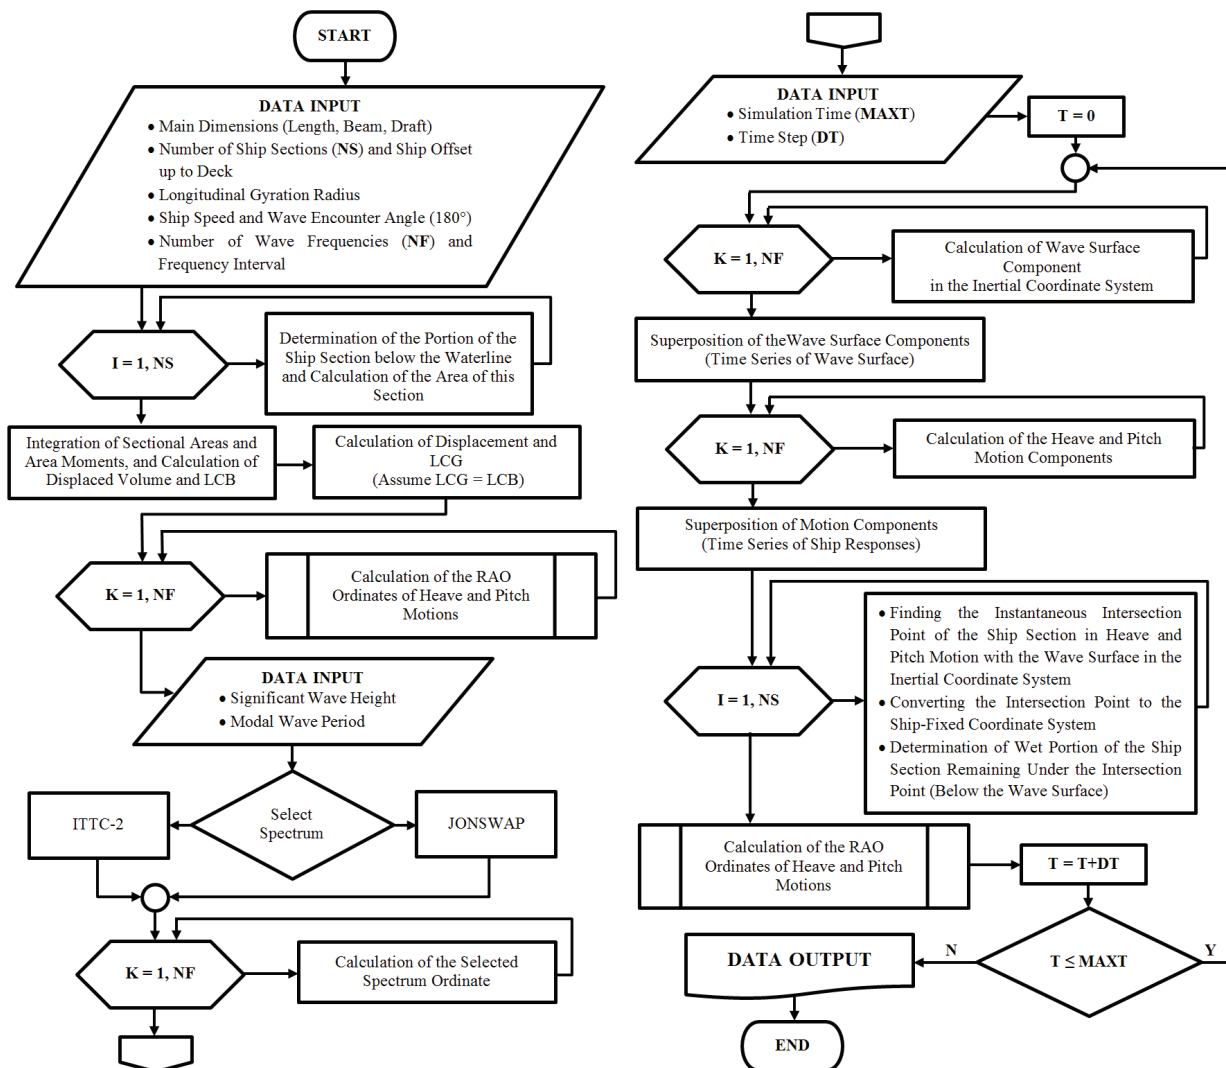 START
DATA INPUT
• Main Dimensions (Length, Beam, Draft)
• Number of Ship Sections (NS) and Ship Offset
up to Deck
• Longitudinal Gyration Radius
• Ship Speed and Wave Encounter Angle (180°)
• Number of Wave Frequencies (NF) and
Frequency Interval
I = 1, NS
Determination of the Portion of the
Ship Section below the Waterline
and Calculation of the Area of this
Section
Integration of Sectional Areas and
Area Moments, and Calculation of
Displaced Volume and LCB
Calculation of Displacement and
LCG
(Assume LCG = LCB)
K = 1, NF
Calculation of the RAO
Ordinates of Heave and Pitch
Motions
DATA INPUT
• Significant Wave Height
• Modal Wave Period
Select
Spectrum
ITTC-2
JONSWAP
K = 1, NF
Calculation of the Selected
Spectrum Ordinate
DATA INPUT
• Simulation Time (MAXT)
• Time Step (DT)
T = 0
K = 1, NF
Calculation of Wave Surface
Component
in the Inertial Coordinate System
Superposition of theWave Surface Components
(Time Series of Wave Surface)
K = 1, NF
Calculation of the Heave and Pitch
Motion Components
Superposition of Motion Components
(Time Series of Ship Responses)
I = 1, NS
• Finding the Instantaneous Intersection
Point of the Ship Section in Heave and
Pitch Motion with the Wave Surface in the
Inertial Coordinate System
• Converting the Intersection Point to the
Ship-Fixed Coordinate System
• Determination of Wet Portion of the Ship
Section Remaining Under the Intersection
Point (Below the Wave Surface)
Calculation of the RAO
Ordinates of Heave and Pitch
Motions
T = T+DT
T ≤ MAXT
N
Y
DATA OUTPUT
END